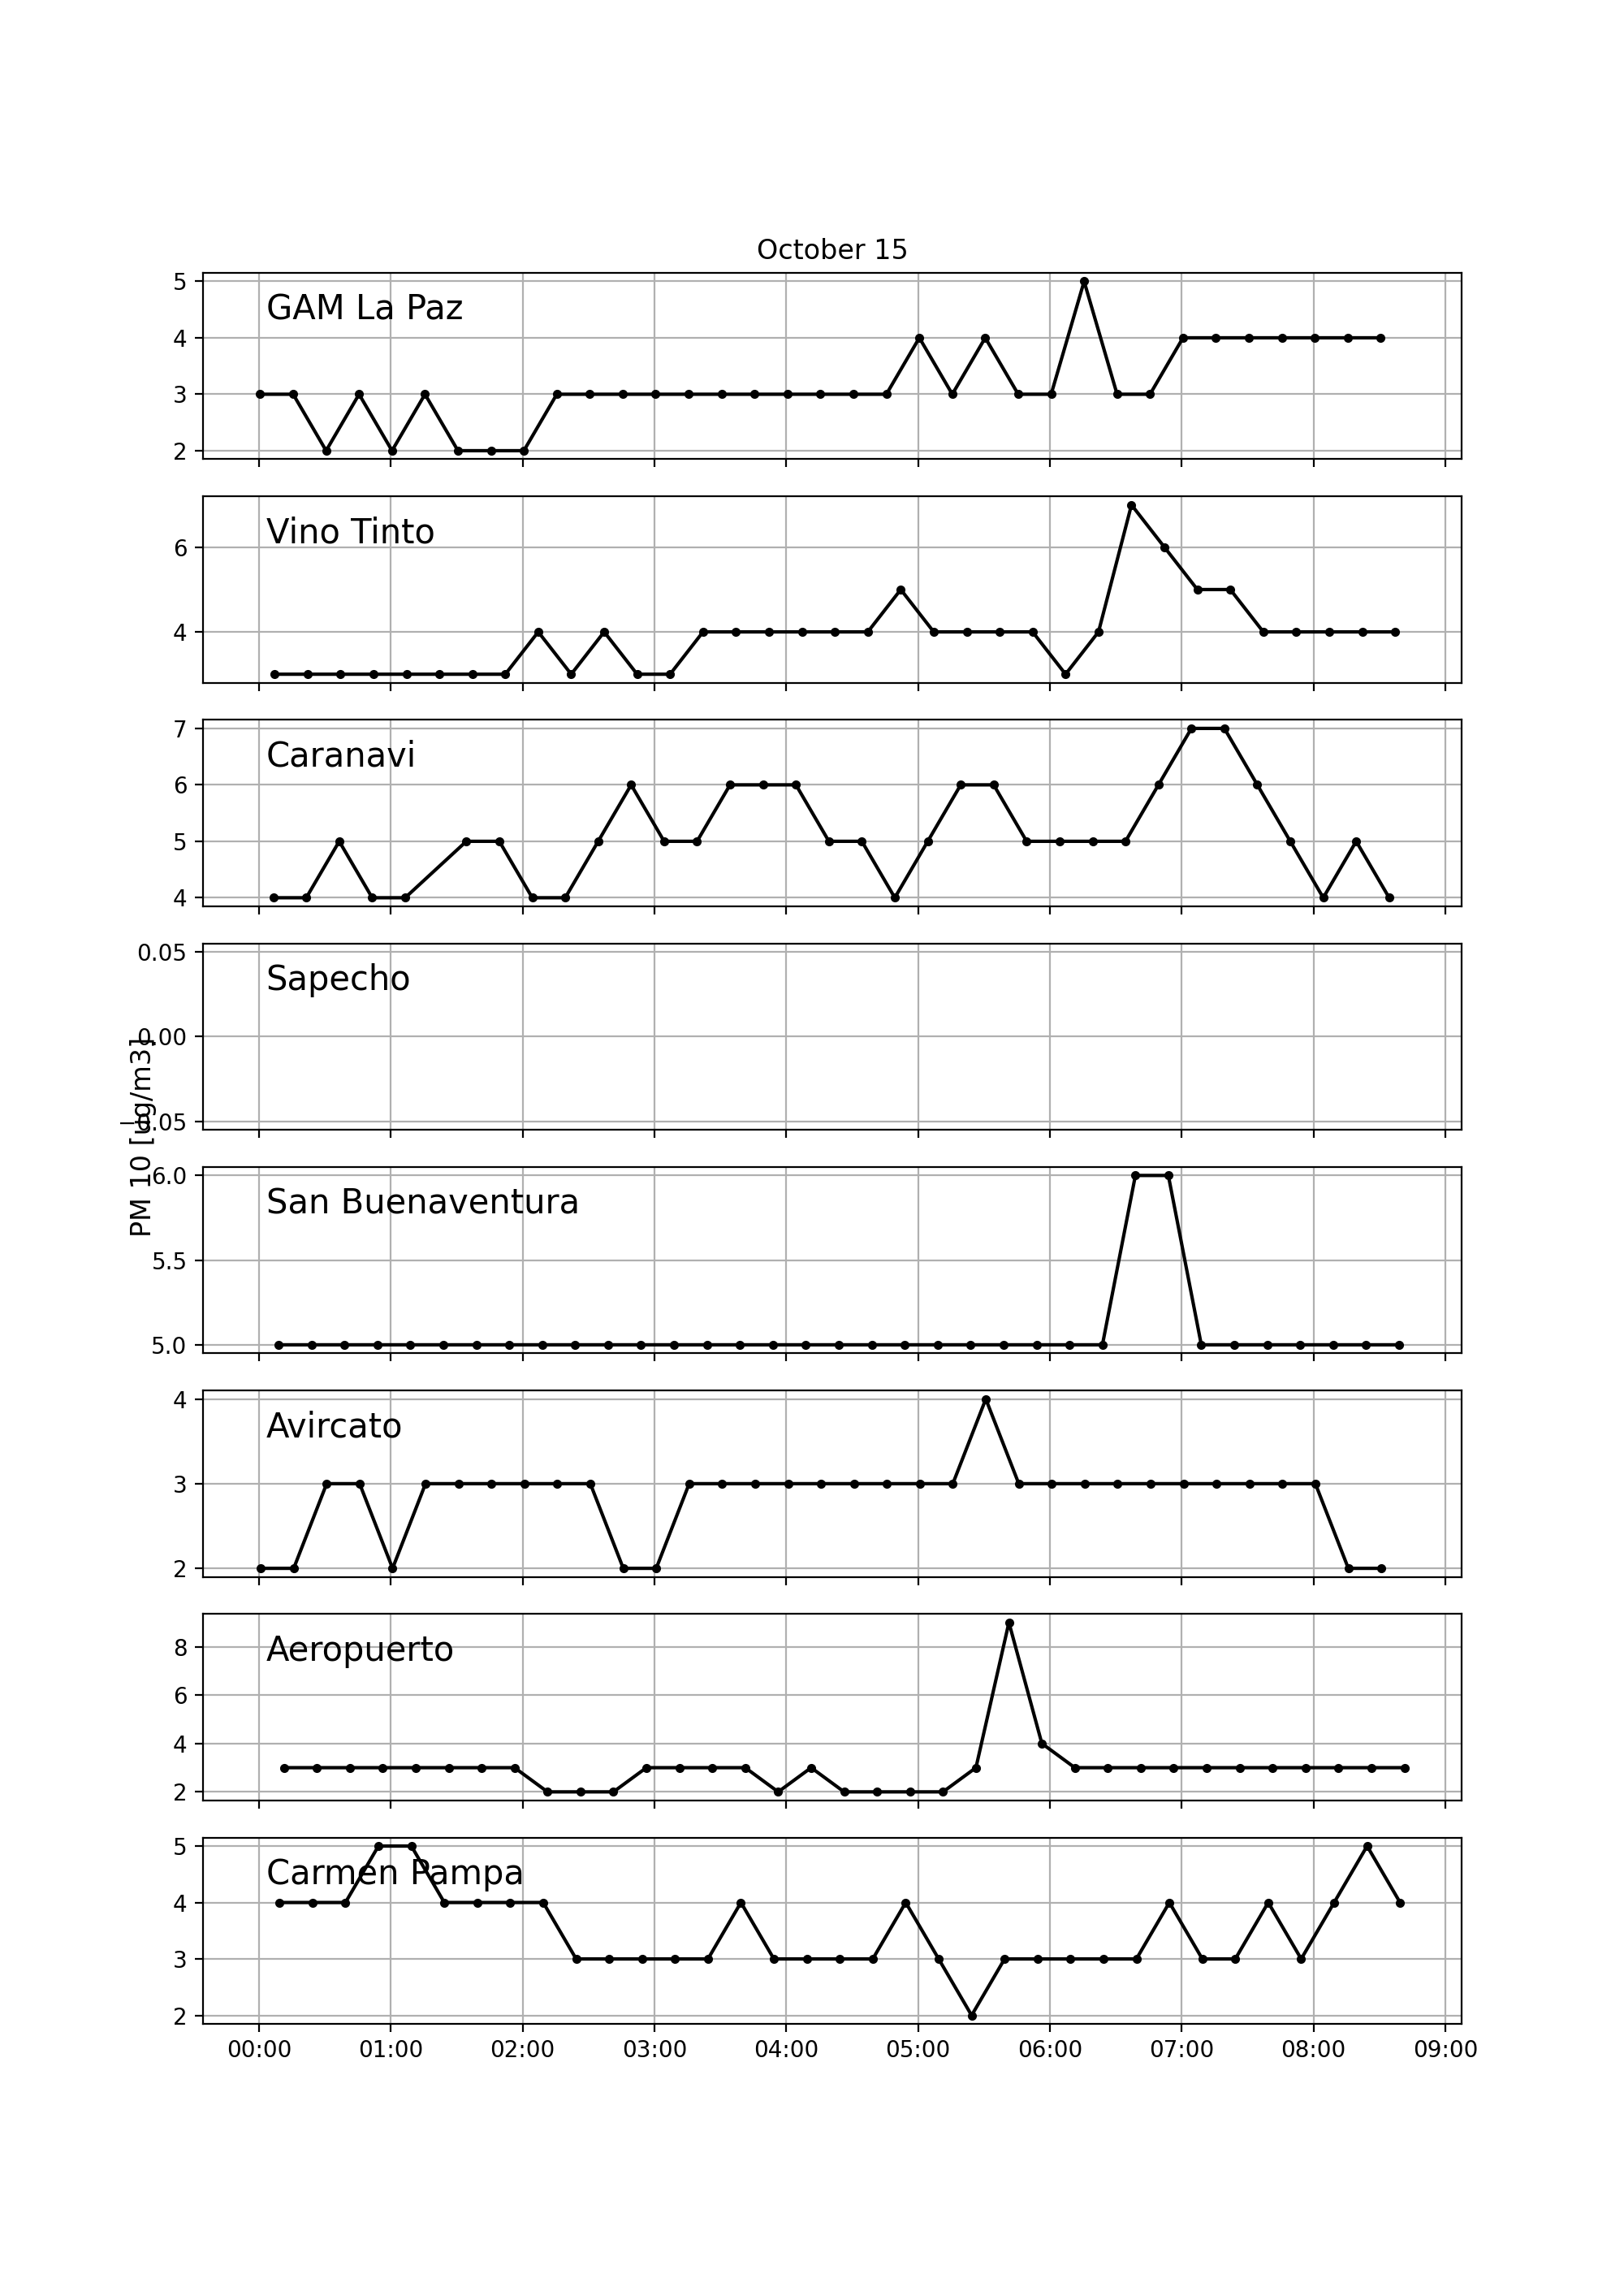 October 15
5
GAM La Paz
4
3
2
Vino Tinto
6
4
7
Caranavi
6
5
4
0.05
Sapecho
0.00
−0.05
PM 10 [ug/m3]
6.0
San Buenaventura
5.5
5.0
4
Avircato
3
2
8
Aeropuerto
6
4
2
5
Carmen Pampa
4
3
2
00:00 01:00 02:00 03:00 04:00 05:00 06:00 07:00 08:00 09:00